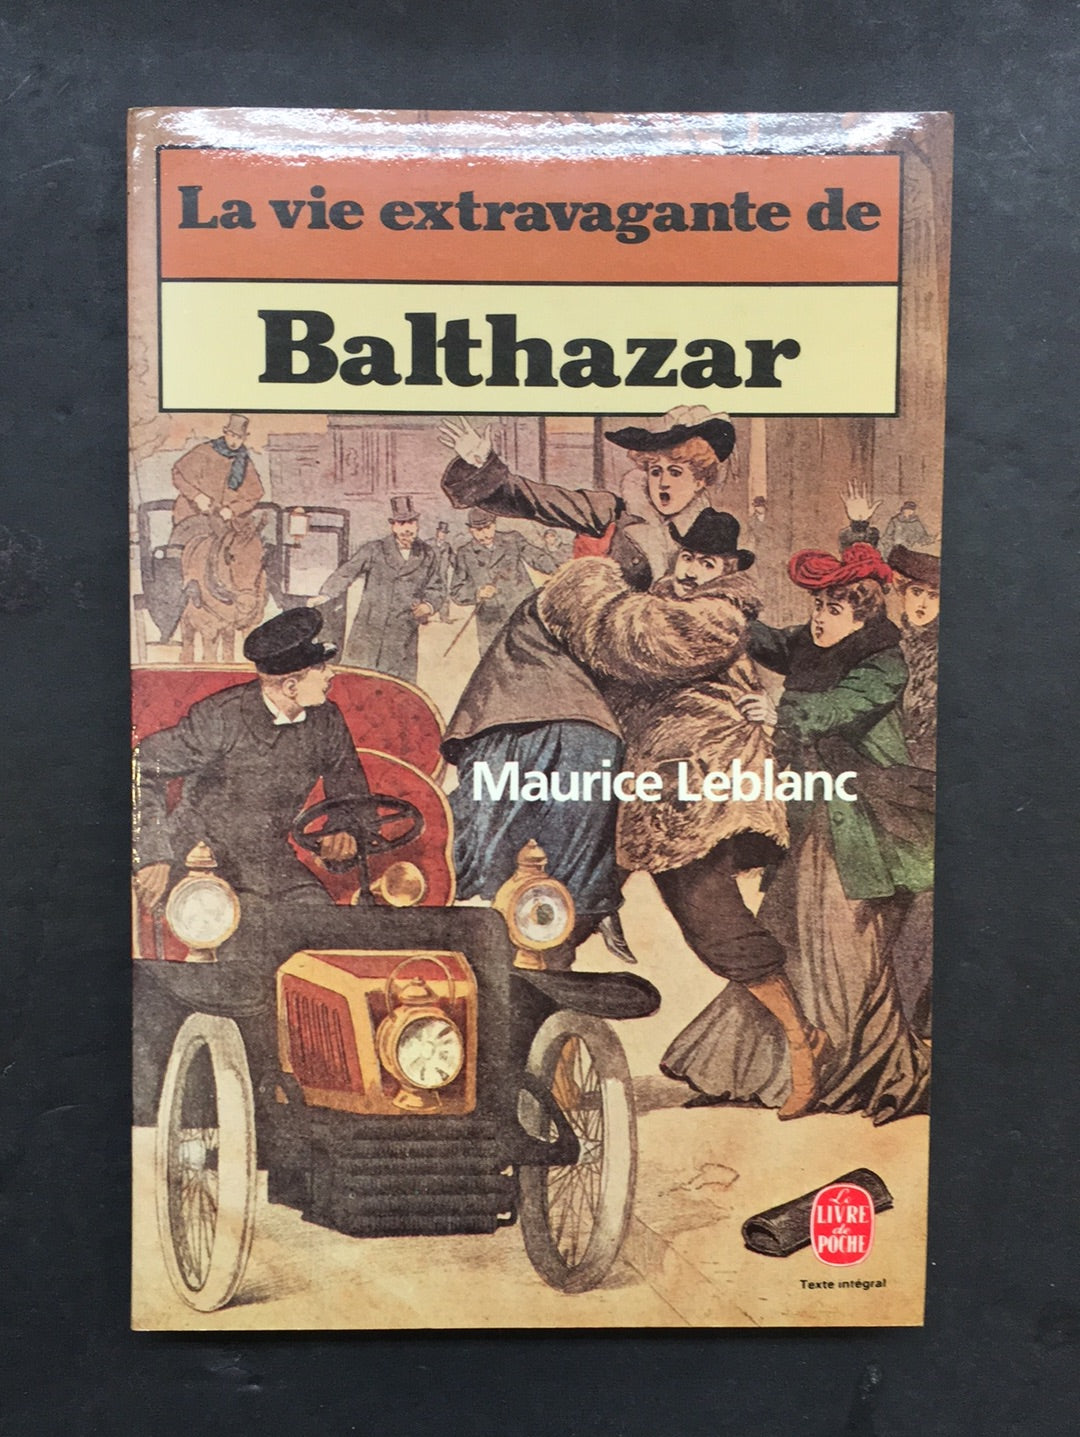 La vie extravagante de
Balthazar
Maurice Leblanc
Le
LIVRE
de
POCHE
Texte intégral